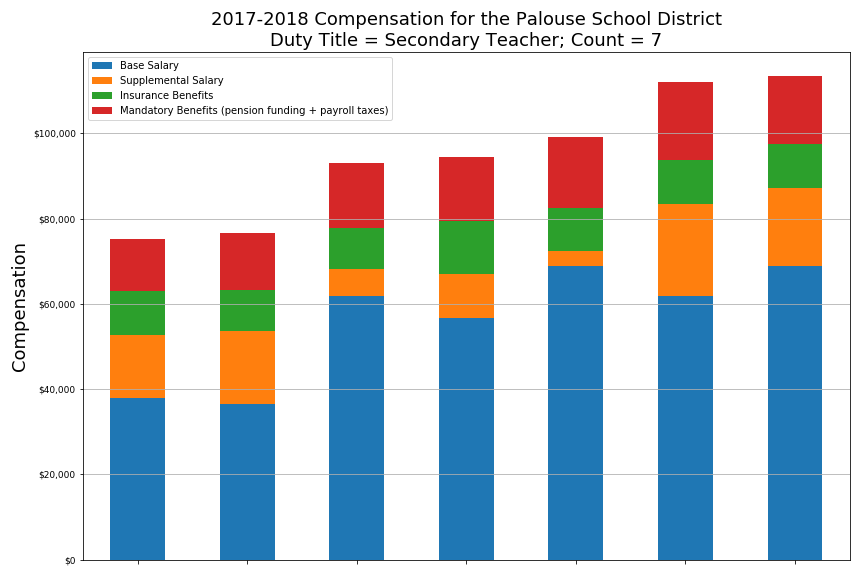 2017-2018 Compensation for the Palouse School District
Duty Title = Secondary Teacher; Count = 7
Base Salary
Supplemental Salary
Insurance Benefits
Mandatory Benefits (pension funding + payroll taxes)
$100,000
$80,000
$60,000
$40,000
$20,000
$0
Compensation